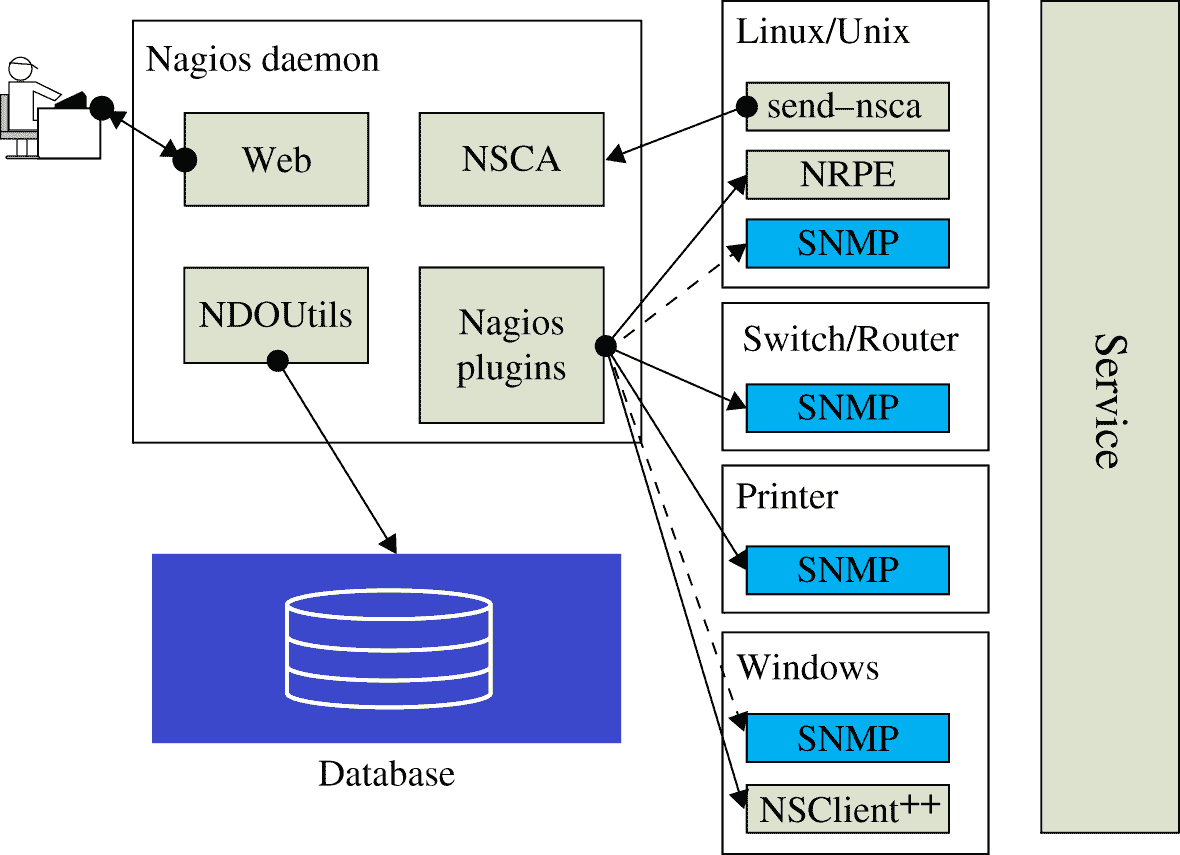 Nagios daemon
Web
NSCA
NDOUtils
Nagios
plugins
Database
Linux/Unix
send–nsca
NRPE
SNMP
Switch/Router
SNMP
Printer
SNMP
Windows
SNMP
NSClient++
Service